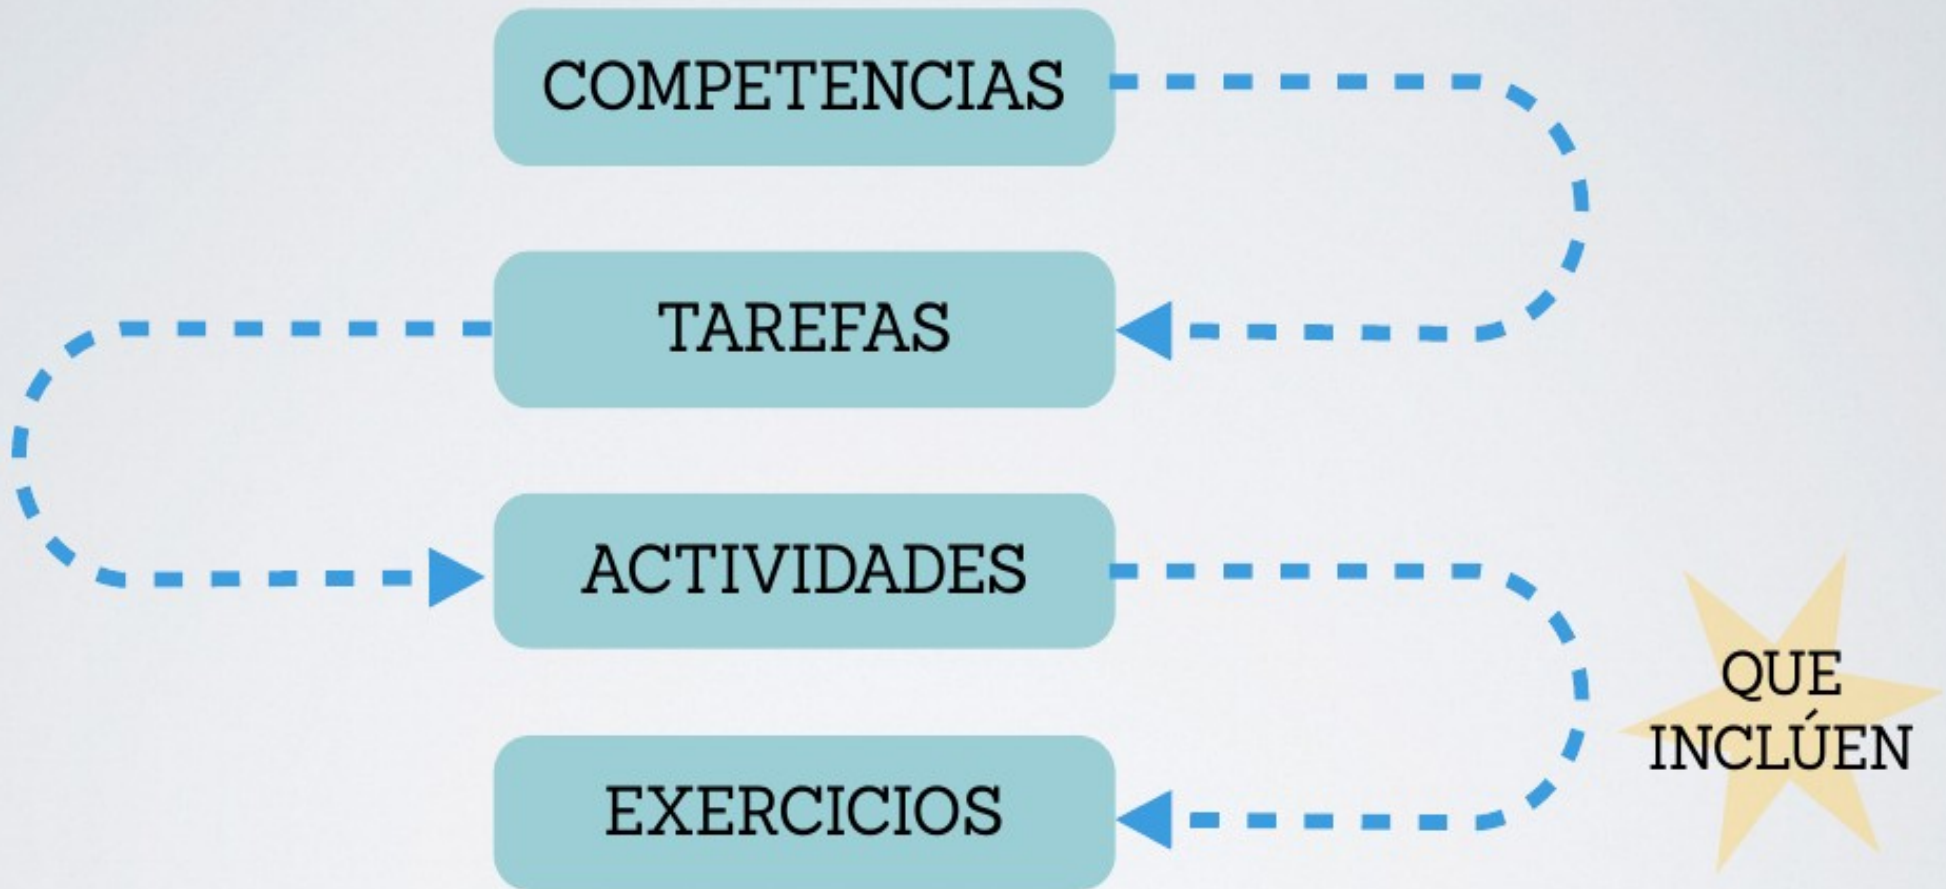 COMPETENCIAS
TAREFAS
ACTIVIDADES
QUE
INCLÚEN
EXERCICIOS